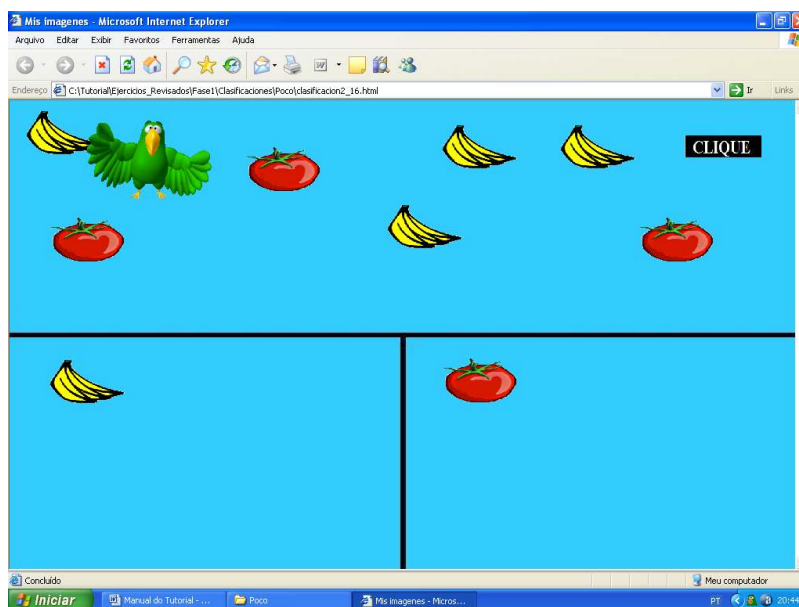 Mis imagenes - Microsoft Internet Explorer
Arquivo Editar Exibir Favoritos Ferramentas Ajuda
Endereço C:\Tutorial\Ejercicios_Revisados\Fase1\Clasificaciones\Poco\clasificacion2_16.html Ir Links
CLIQUE
Concluído Meu computador
Iniciar Manual do Tutorial - ... Poco Mis imagenes - Micros... PT 20:44